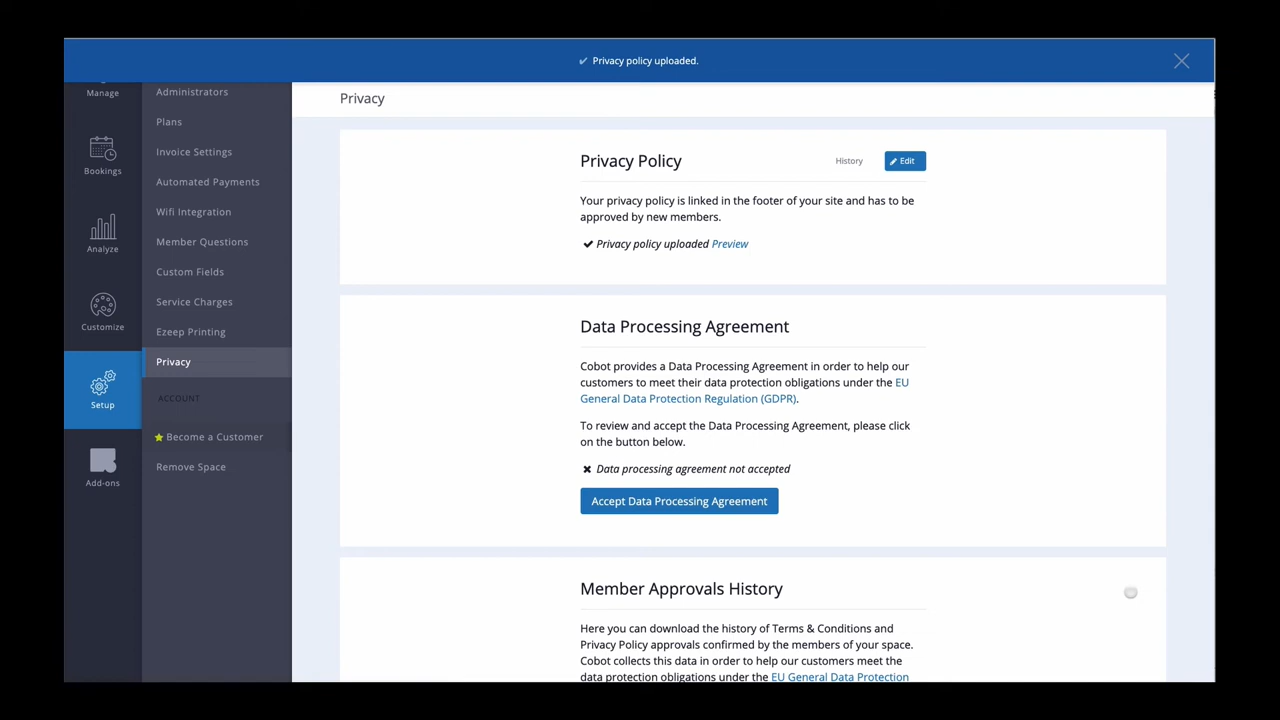 ✔ Privacy policy uploaded.
Manage
Bookings
Analyze
Customize
Setup
Add-ons
Administrators
Plans
Invoice Settings
Automated Payments
Wifi Integration
Member Questions
Custom Fields
Service Charges
Ezeep Printing
Privacy
ACCOUNT
Become a Customer
Remove Space
Privacy
Privacy Policy
History
Edit
Your privacy policy is linked in the footer of your site and has to be
approved by new members.
✔ Privacy policy uploaded Preview
Data Processing Agreement
Cobot provides a Data Processing Agreement in order to help our
customers to meet their data protection obligations under the EU
General Data Protection Regulation (GDPR).
To review and accept the Data Processing Agreement, please click
on the button below.
✖ Data processing agreement not accepted
Accept Data Processing Agreement
Member Approvals History
Here you can download the history of Terms & Conditions and
Privacy Policy approvals confirmed by the members of your space.
Cobot collects this data in order to help our customers meet the
data protection obligations under the EU General Data Protection